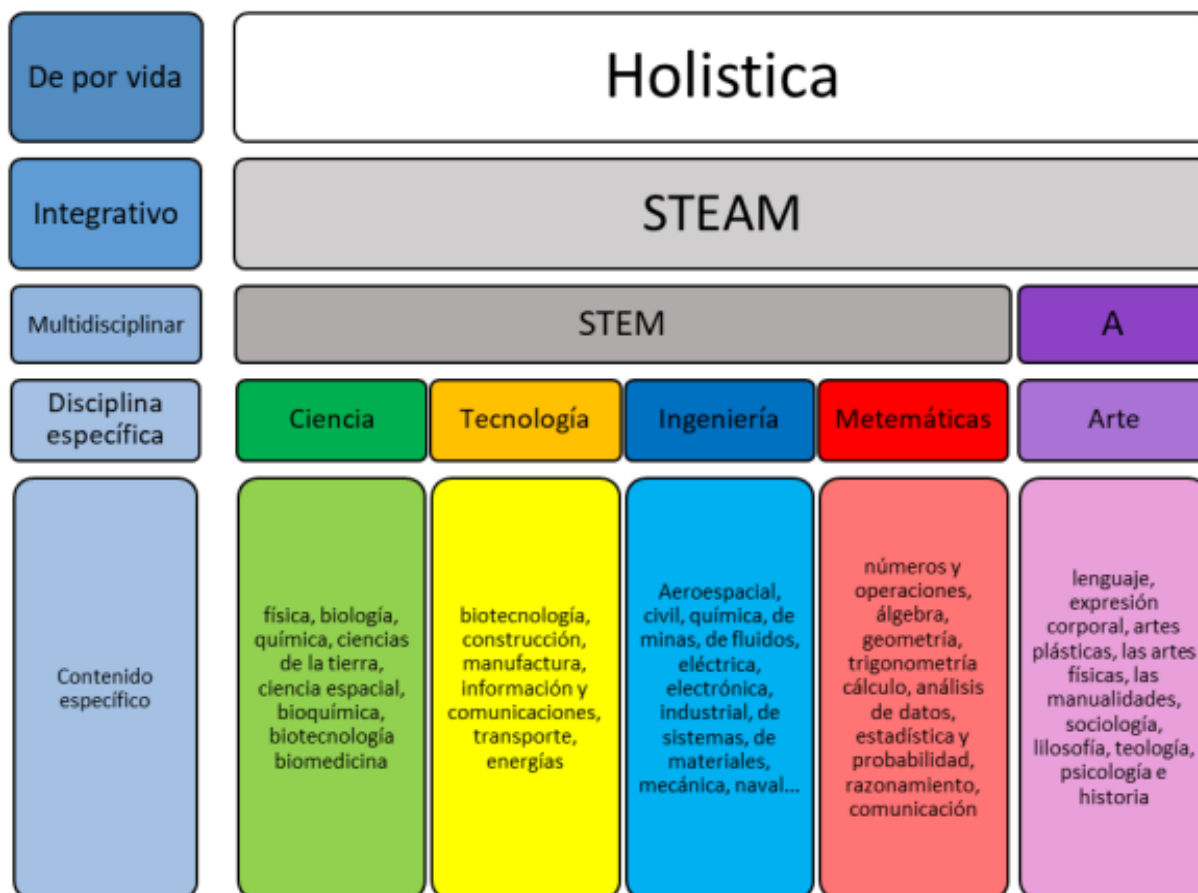 De por vida
Holistica
Integrativo
STEAM
Multidisciplinar
STEM
A
Disciplina
específica
Ciencia
Tecnología
Ingeniería
Metemáticas
Arte
Contenido
específico
física, biología,
química, ciencias
de la tierra,
ciencia espacial,
bioquímica,
biotecnología
biomedicina
biotecnología,
construcción,
manufactura,
información y
comunicaciones,
transporte,
energías
Aeroespacial,
civil, química, de
minas, de fluidos,
eléctrica,
electrónica,
industrial, de
sistemas, de
materiales,
mecánica, naval...
números y
operaciones,
álgebra,
geometría,
trigonometría
cálculo, análisis
de datos,
estadística y
probabilidad,
razonamiento,
comunicación
lenguaje,
expresión
corporal, artes
plásticas, las artes
físicas, las
manualidades,
sociología,
lilosofía, teología,
psicología e
historia